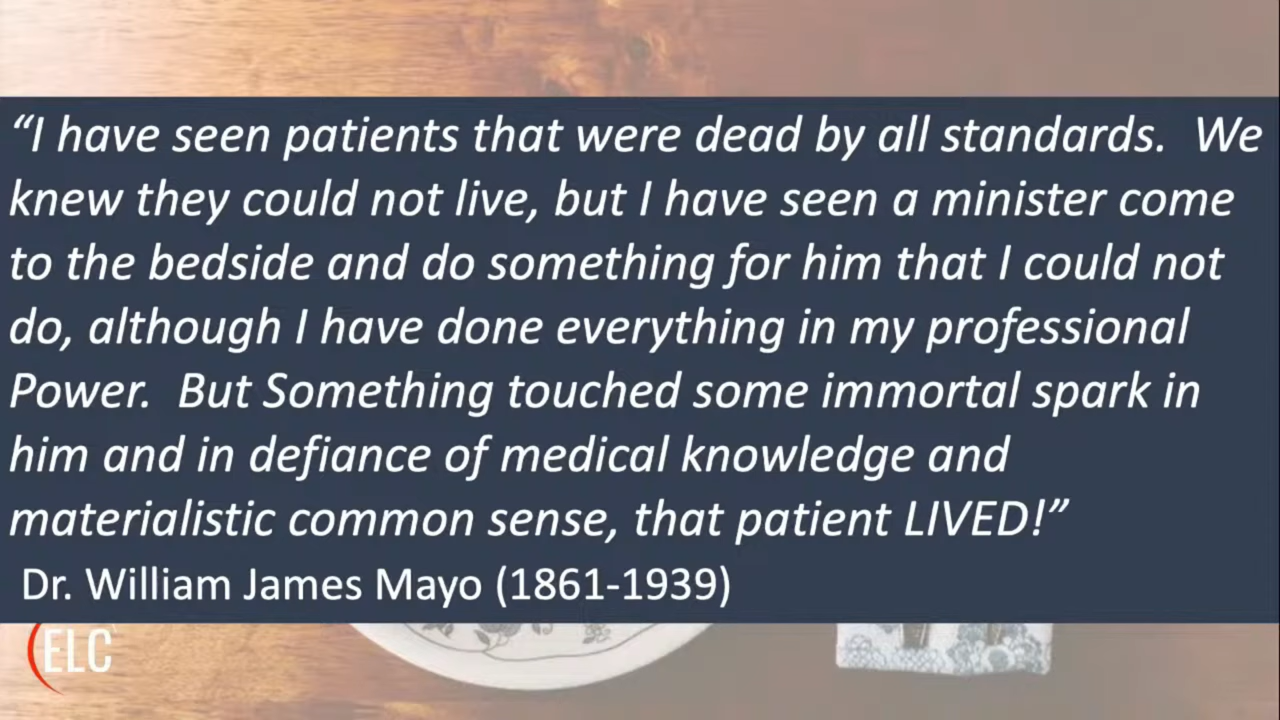 “I have seen patients that were dead by all standards.  We
knew they could not live, but I have seen a minister come
to the bedside and do something for him that I could not
do, although I have done everything in my professional
Power.  But Something touched some immortal spark in
him and in defiance of medical knowledge and
materialistic common sense, that patient LIVED!”
Dr. William James Mayo (1861-1939)
ELC